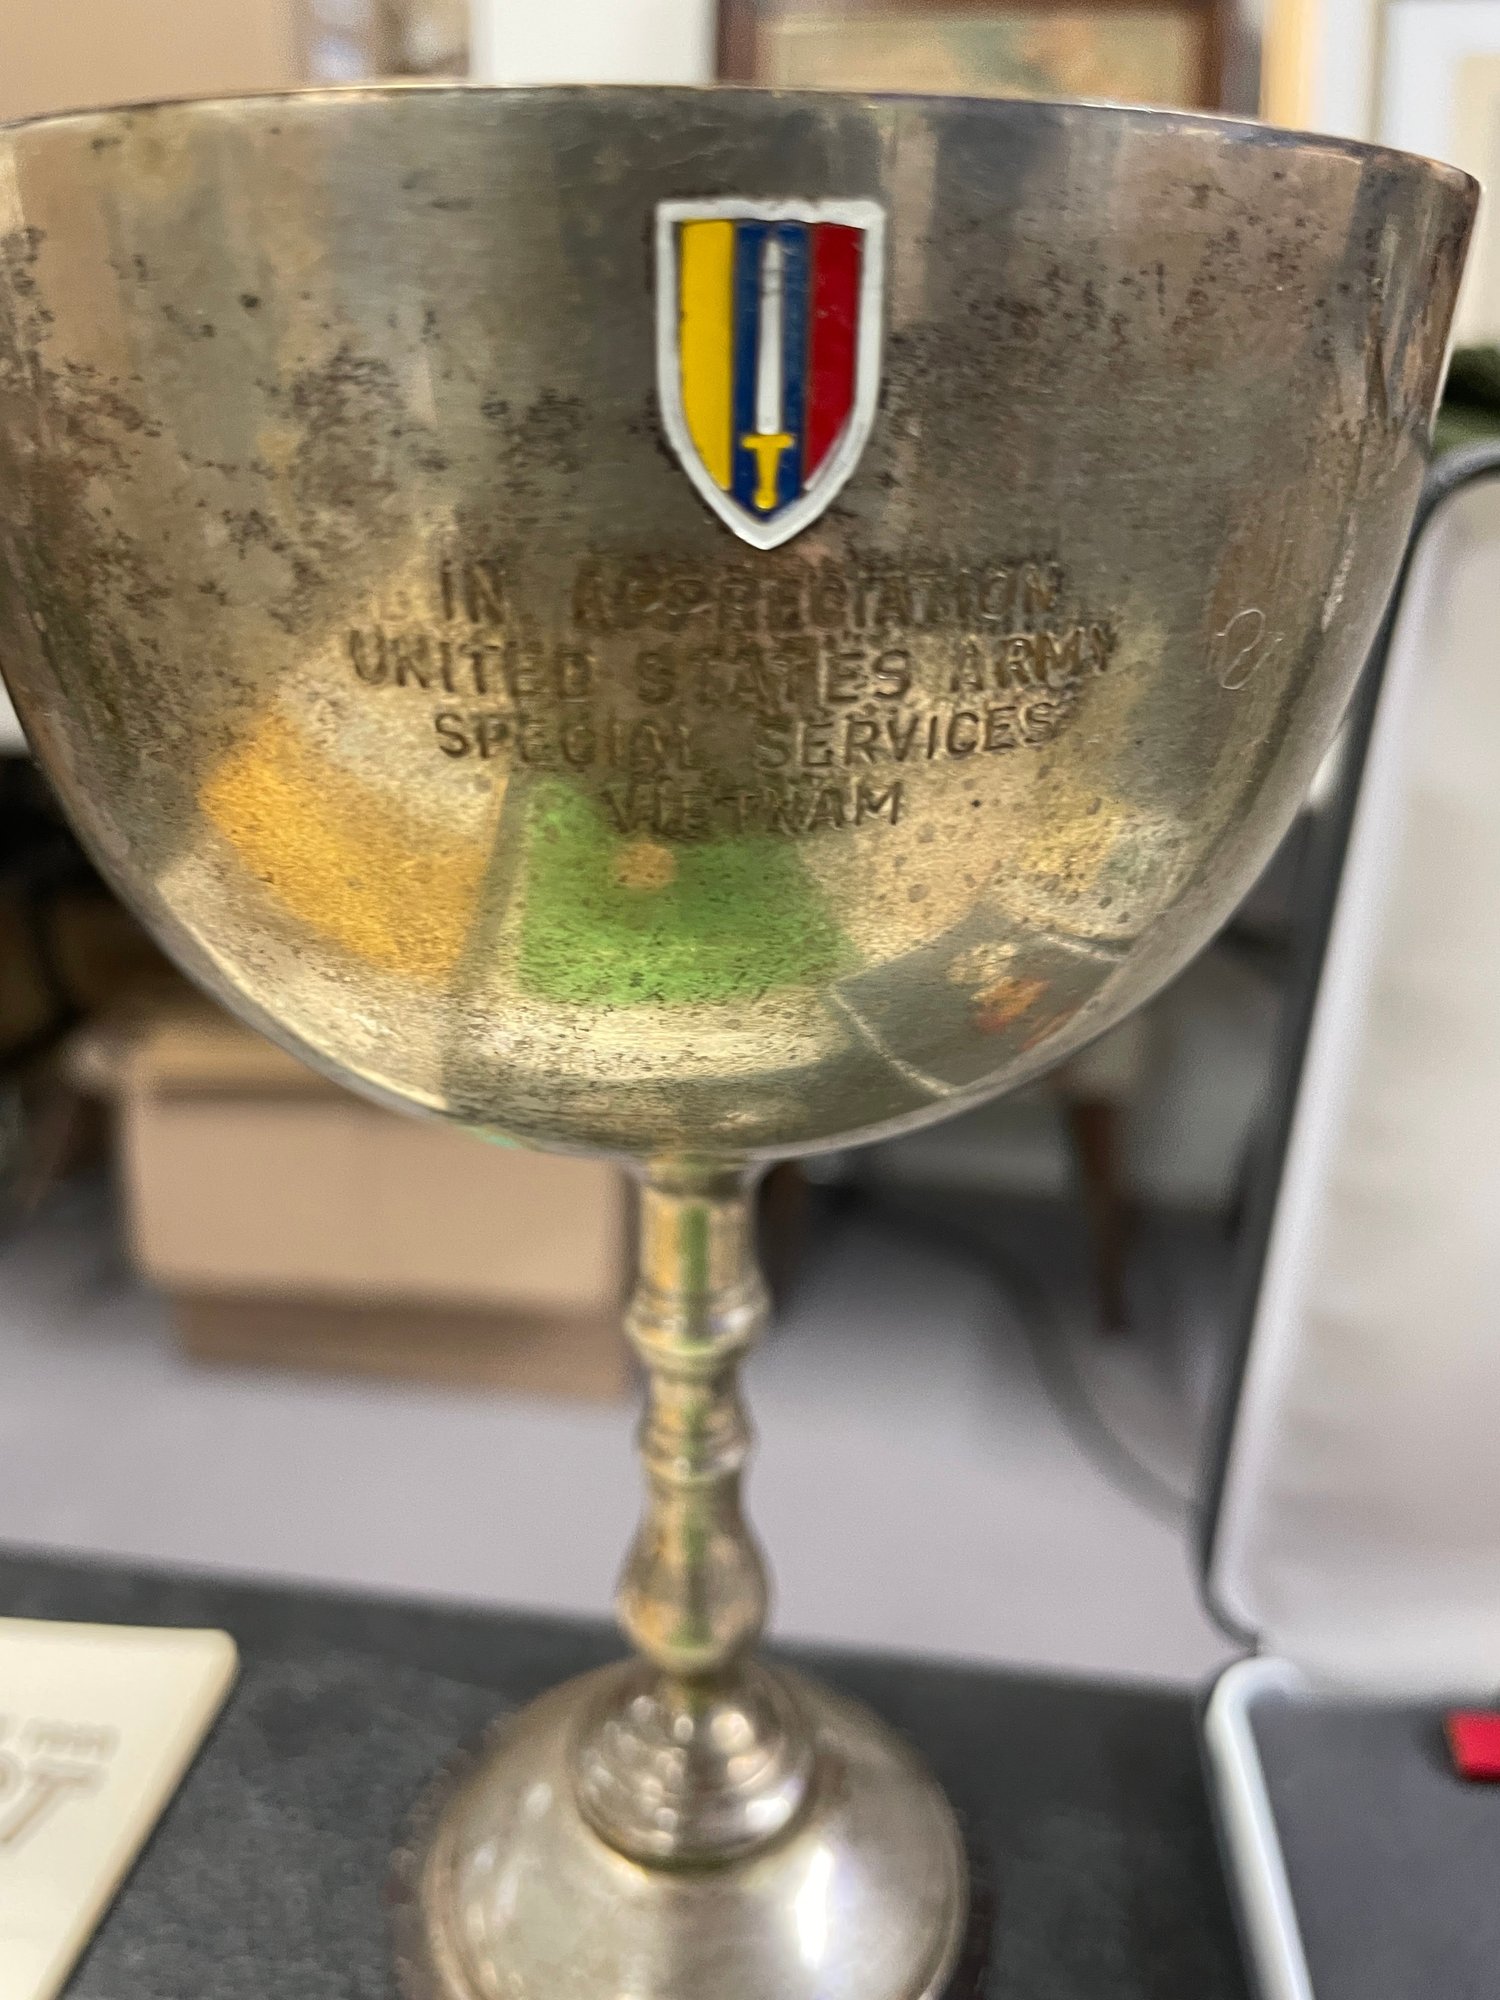 IN APPRECIATION
UNITED STATES ARMY
SPECIAL SERVICES
VIETNAM